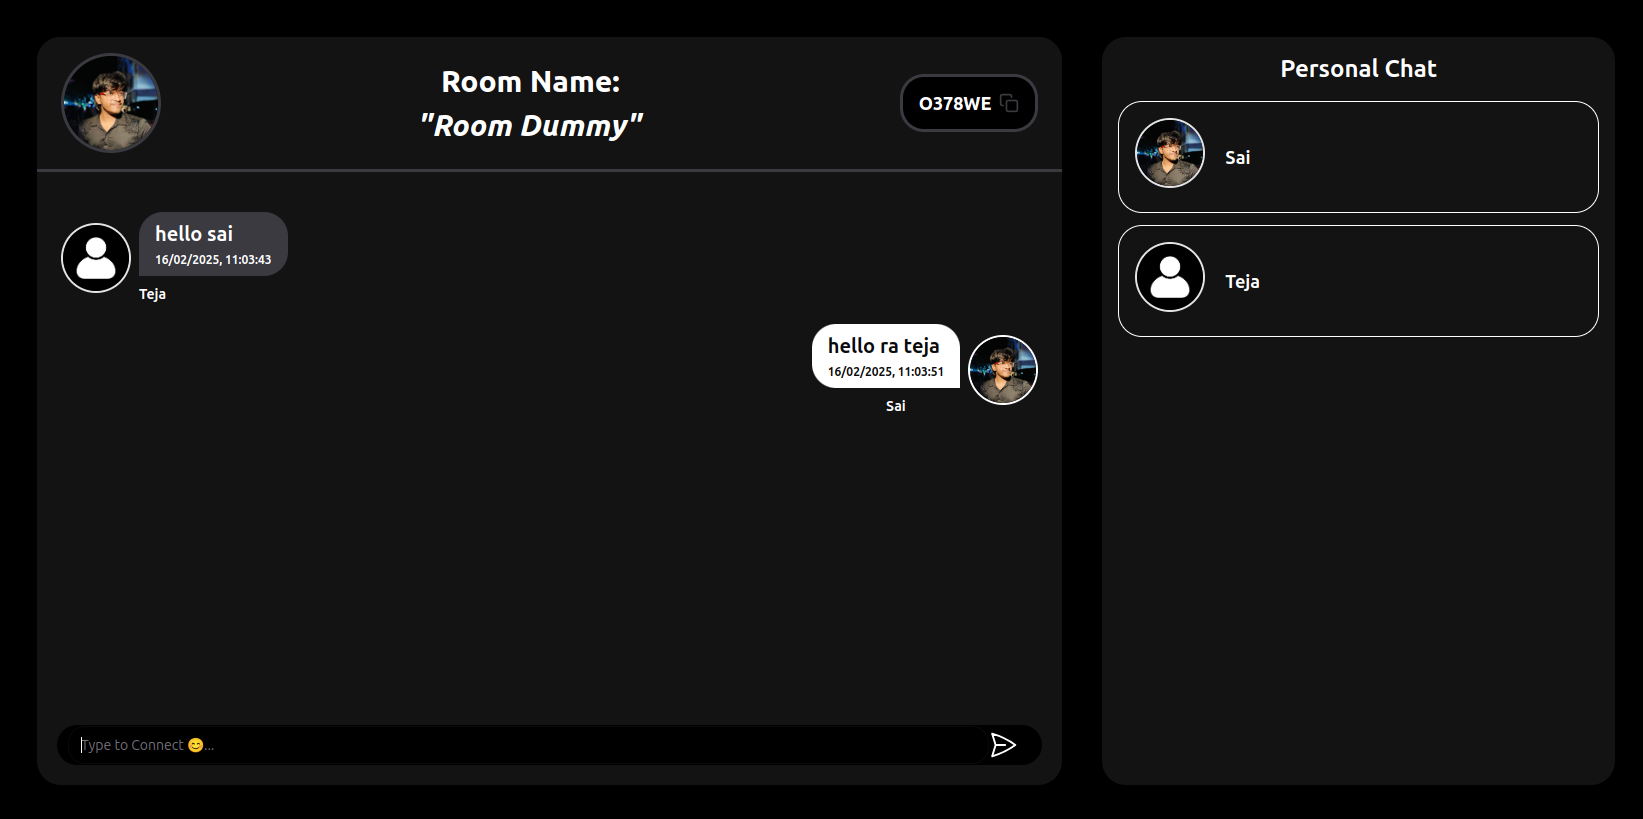 Room Name:
"Room Dummy"
O378WE
hello sai
16/02/2025, 11:03:43
Teja
hello ra teja
16/02/2025, 11:03:51
Sai
Type to Connect 😊...
Personal Chat
Sai
Teja